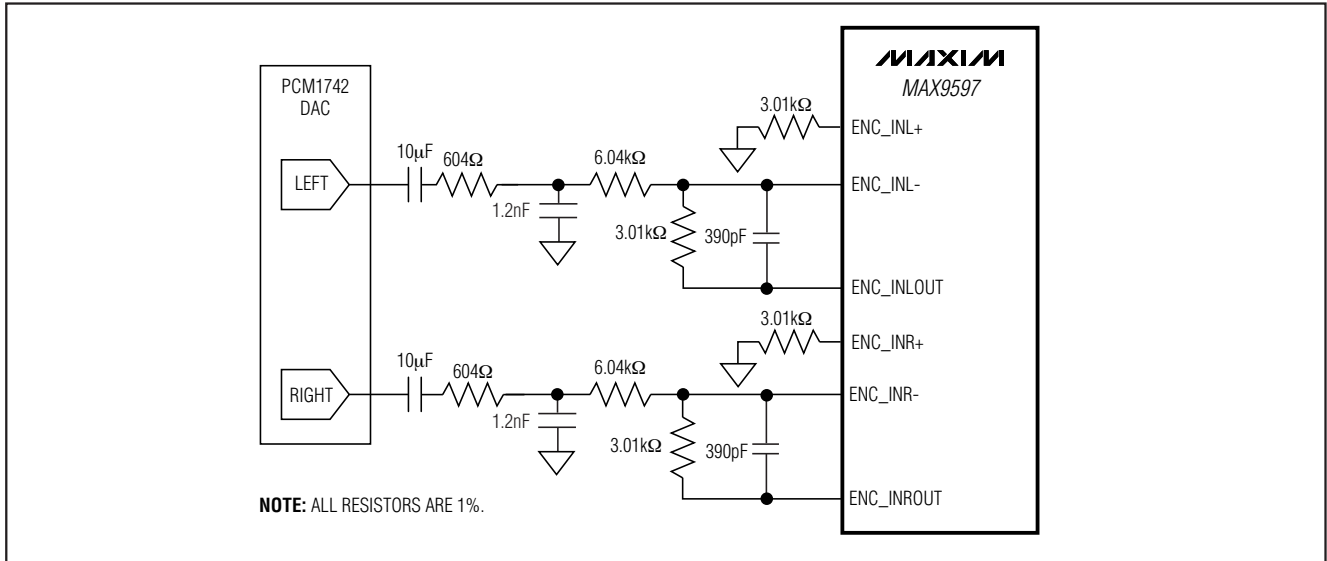 MAXIM
MAX9597
PCM1742
DAC
3.01kΩ
ENC_INL+
10μF
604Ω
6.04kΩ
LEFT
ENC_INL-
1.2nF
3.01kΩ
390pF
ENC_INLOUT
3.01kΩ
ENC_INR+
10μF
604Ω
6.04kΩ
RIGHT
ENC_INR-
1.2nF
3.01kΩ
390pF
ENC_INROUT
NOTE: ALL RESISTORS ARE 1%.